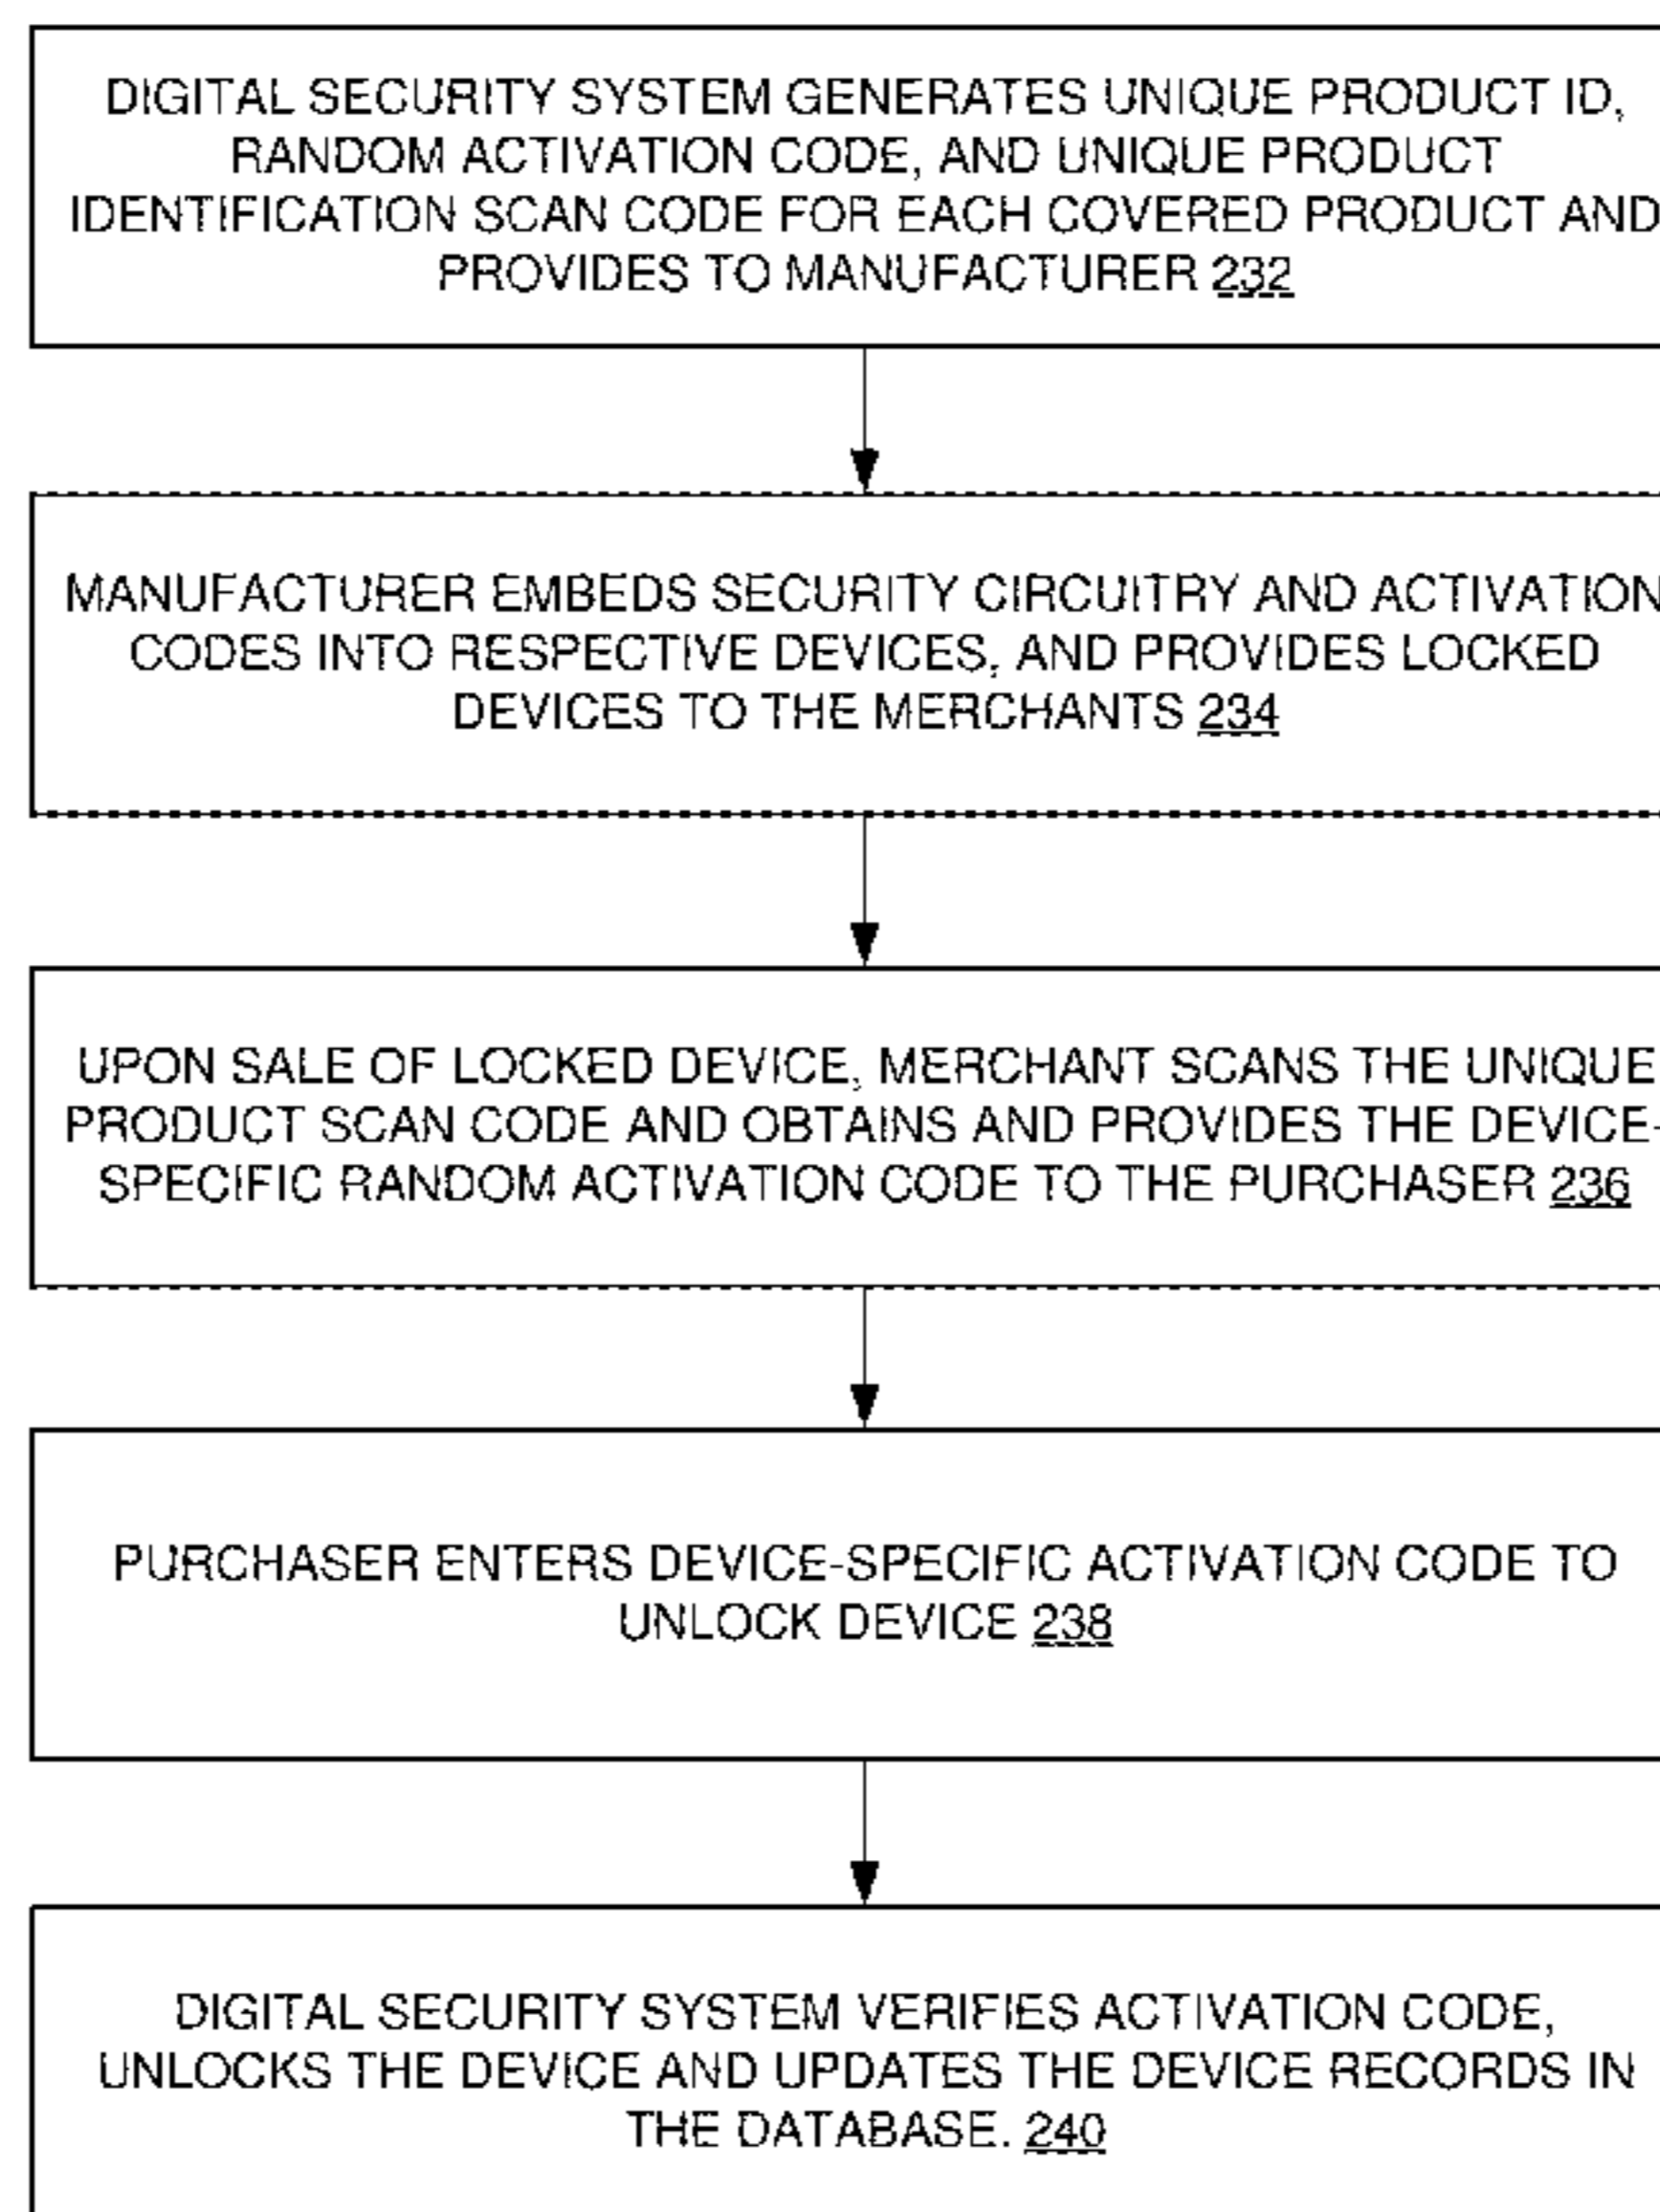 DIGITAL SECURITY SYSTEM GENERATES UNIQUE PRODUCT ID,
RANDOM ACTIVATION CODE, AND UNIQUE PRODUCT
IDENTIFICATION SCAN CODE FOR EACH COVERED PRODUCT AND
PROVIDES TO MANUFACTURER 232
MANUFACTURER EMBEDS SECURITY CIRCUITRY AND ACTIVATION
CODES INTO RESPECTIVE DEVICES, AND PROVIDES LOCKED
DEVICES TO THE MERCHANTS 234
UPON SALE OF LOCKED DEVICE, MERCHANT SCANS THE UNIQUE
PRODUCT SCAN CODE AND OBTAINS AND PROVIDES THE DEVICE-
SPECIFIC RANDOM ACTIVATION CODE TO THE PURCHASER 236
PURCHASER ENTERS DEVICE-SPECIFIC ACTIVATION CODE TO
UNLOCK DEVICE 238
DIGITAL SECURITY SYSTEM VERIFIES ACTIVATION CODE,
UNLOCKS THE DEVICE AND UPDATES THE DEVICE RECORDS IN
THE DATABASE. 240